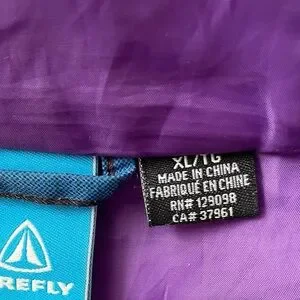 XL/TG
MADE IN CHINA
FABRIQUÉ EN CHINE
RN# 129098
CA# 37961
REFLY